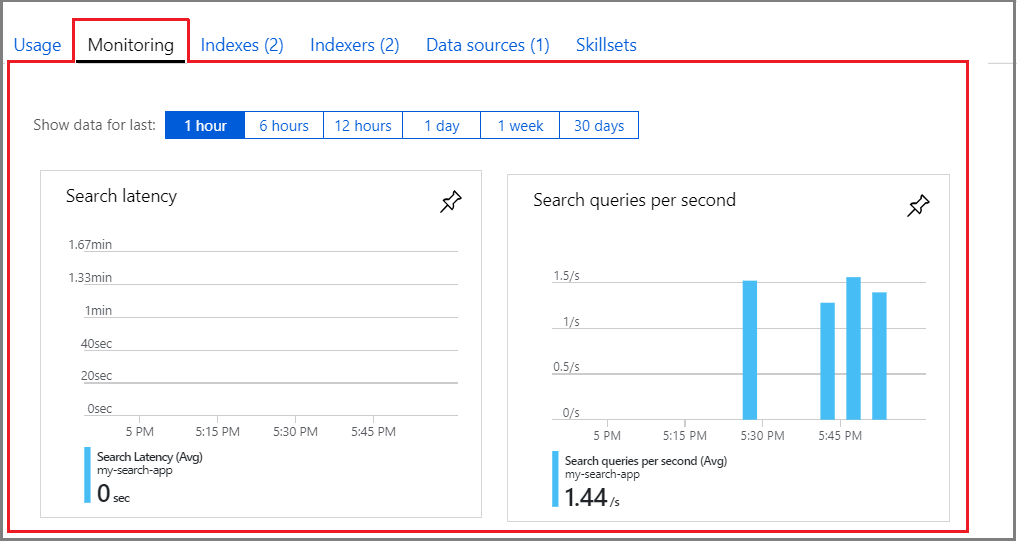 Usage Monitoring Indexes (2) Indexers (2) Data sources (1) Skillsets
Show data for last: 1 hour 6 hours 12 hours 1 day 1 week 30 days
Search latency
1.67min
1.33min
1min
40sec
20sec
0sec
5 PM 5:15 PM 5:30 PM 5:45 PM
Search Latency (Avg)
my-search-app
0 sec
Search queries per second
1.5/s
1/s
0.5/s
0/s
5 PM 5:15 PM 5:30 PM 5:45 PM
Search queries per second (Avg)
my-search-app
1.44 /s